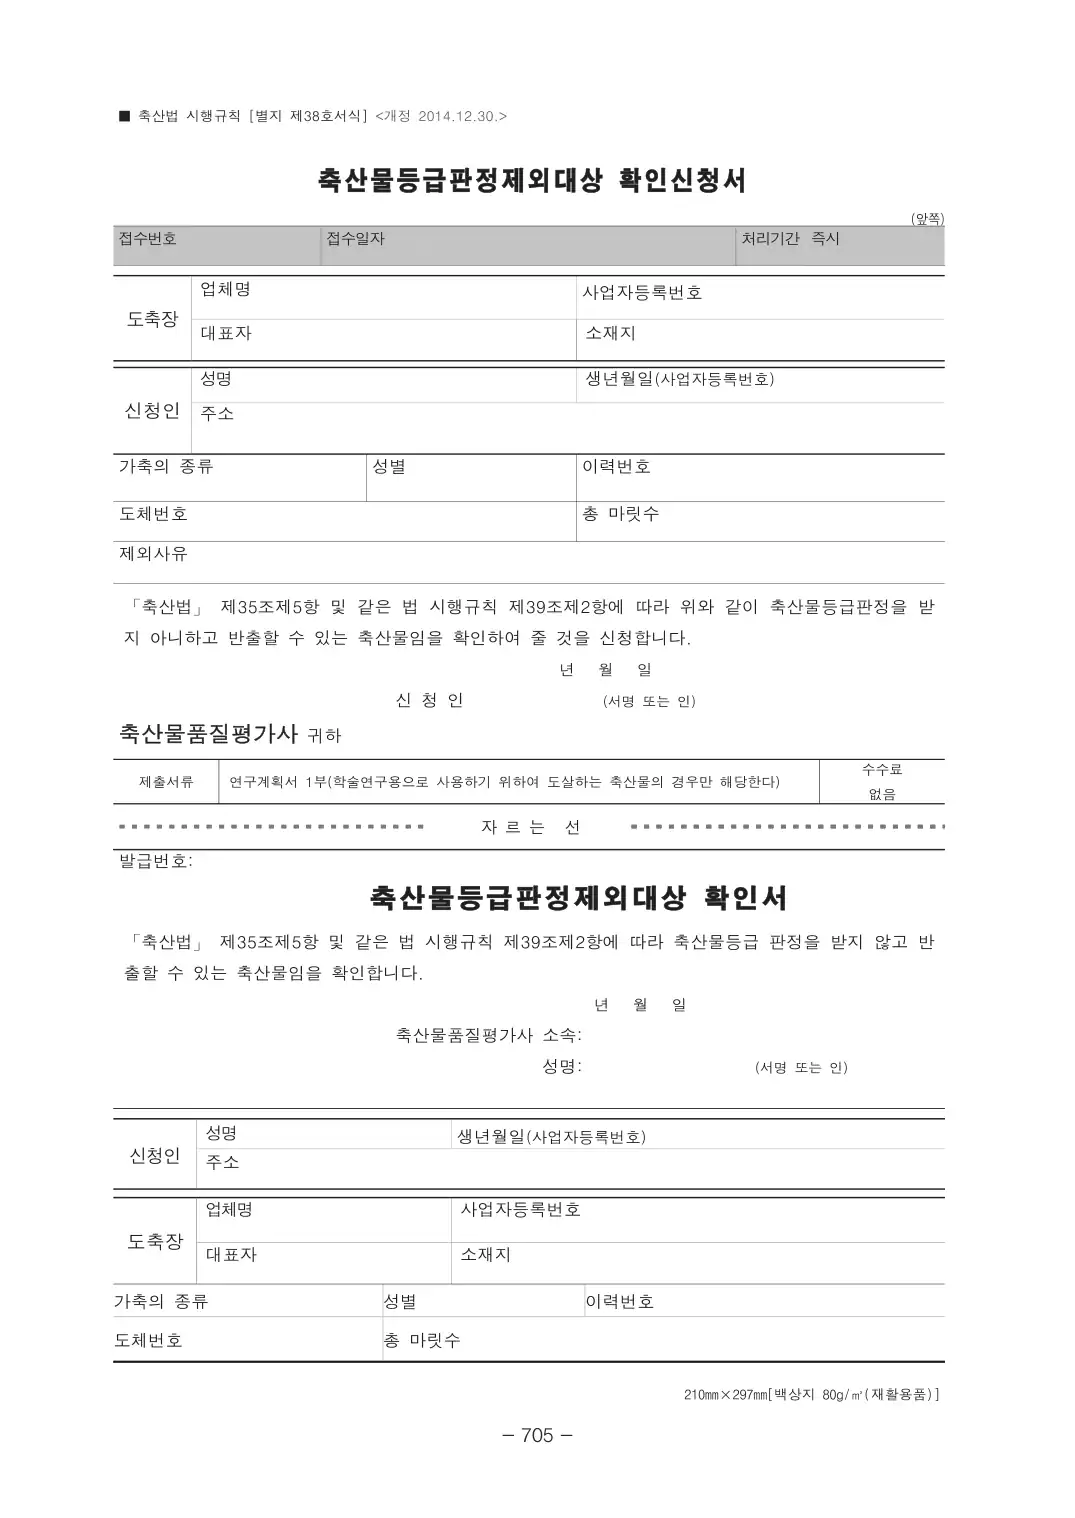 ■ 축산법 시행규칙 [별지 제38호서식] <개정 2014.12.30.>
축산물등급판정제외대상 확인신청서
(앞쪽)
접수번호 접수일자 처리기간 즉시
도축장 업체명 사업자등록번호
대표자 소재지
신청인 성명 생년월일(사업자등록번호)
주소
가축의 종류 성별 이력번호
도체번호 총 마릿수
제외사유
「축산법」 제35조제5항 및 같은 법 시행규칙 제39조제2항에 따라 위와 같이 축산물등급판정을 받
지 아니하고 반출할 수 있는 축산물임을 확인하여 줄 것을 신청합니다.
년 월 일
신 청 인 (서명 또는 인)
축산물품질평가사 귀하
제출서류 연구계획서 1부(학술연구용으로 사용하기 위하여 도살하는 축산물의 경우만 해당한다) 수수료
없음
자 르 는 선
발급번호:
축산물등급판정제외대상 확인서
「축산법」 제35조제5항 및 같은 법 시행규칙 제39조제2항에 따라 축산물등급 판정을 받지 않고 반
출할 수 있는 축산물임을 확인합니다.
년 월 일
축산물품질평가사 소속:
성명: (서명 또는 인)
신청인 성명 생년월일(사업자등록번호)
주소
도축장 업체명 사업자등록번호
대표자 소재지
가축의 종류 성별 이력번호
도체번호 총 마릿수
210㎜×297㎜[백상지 80g/㎡(재활용품)]
- 705 -